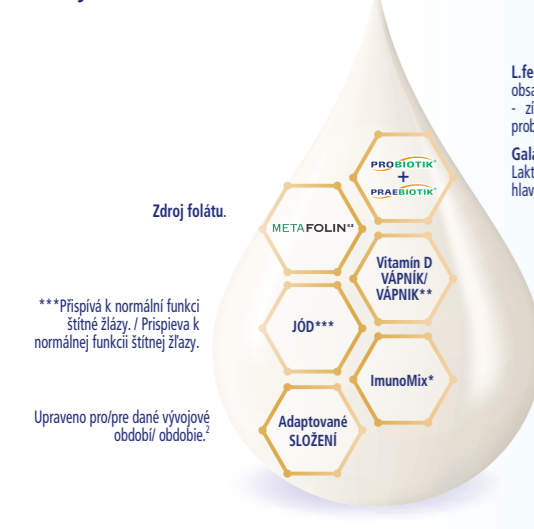 L.fe
obsa
- zí
prob
Gala
Lakt
hlav
PROBIOTIK®
+
PRAEBIOTIK®
Zdroj folátu.
METAFOLIN®²
Vitamín D
VÁPNÍK/
VÁPNIK**
***Přispívá k normální funkci
štítné žlázy. / Prispieva k
normálnej funkcii štítnej žľazy.
JÓD***
ImunoMix*
Upraveno pro/pre dané vývojové
období/ obdobie.²
Adaptované
SLOŽENÍ